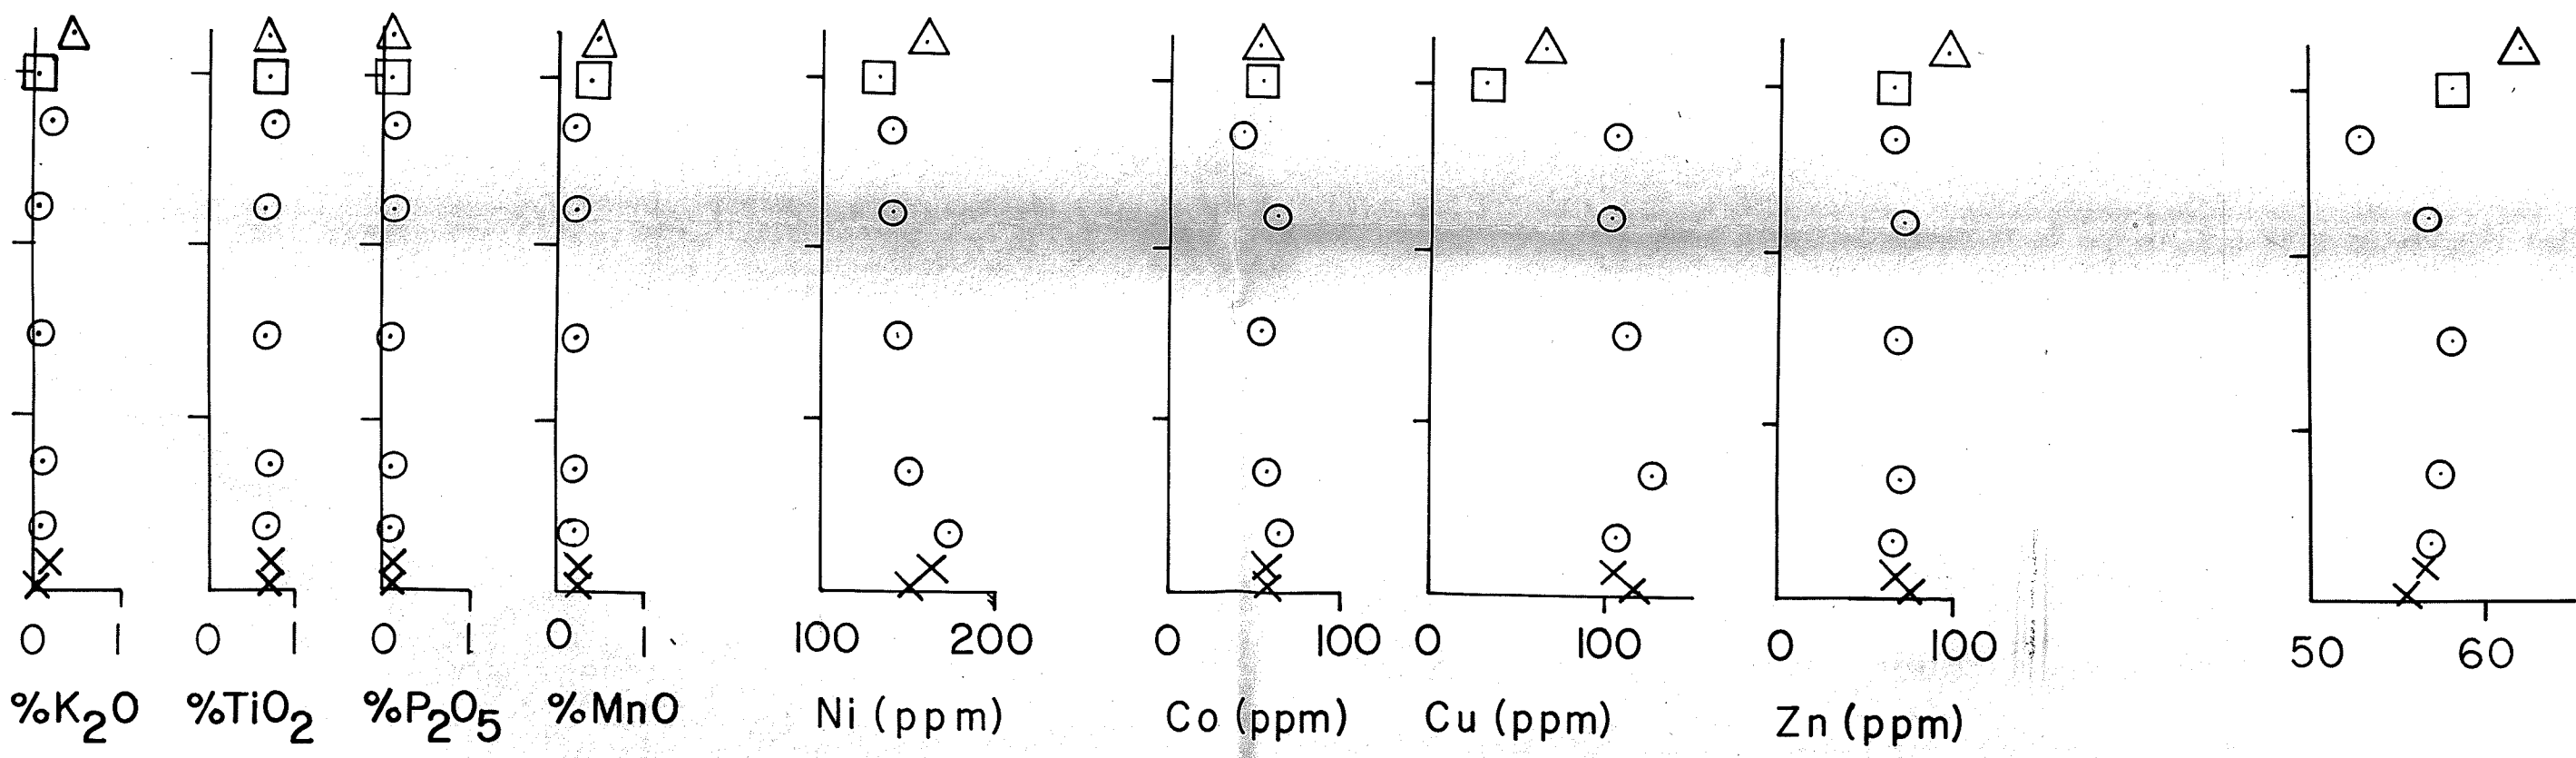 0 1 0 1 0 1 0 1 100 200 0 100 0 100 0 100 50 60
%K2O %TiO2 %P2O5 %MnO Ni (ppm) Co (ppm) Cu (ppm) Zn (ppm)